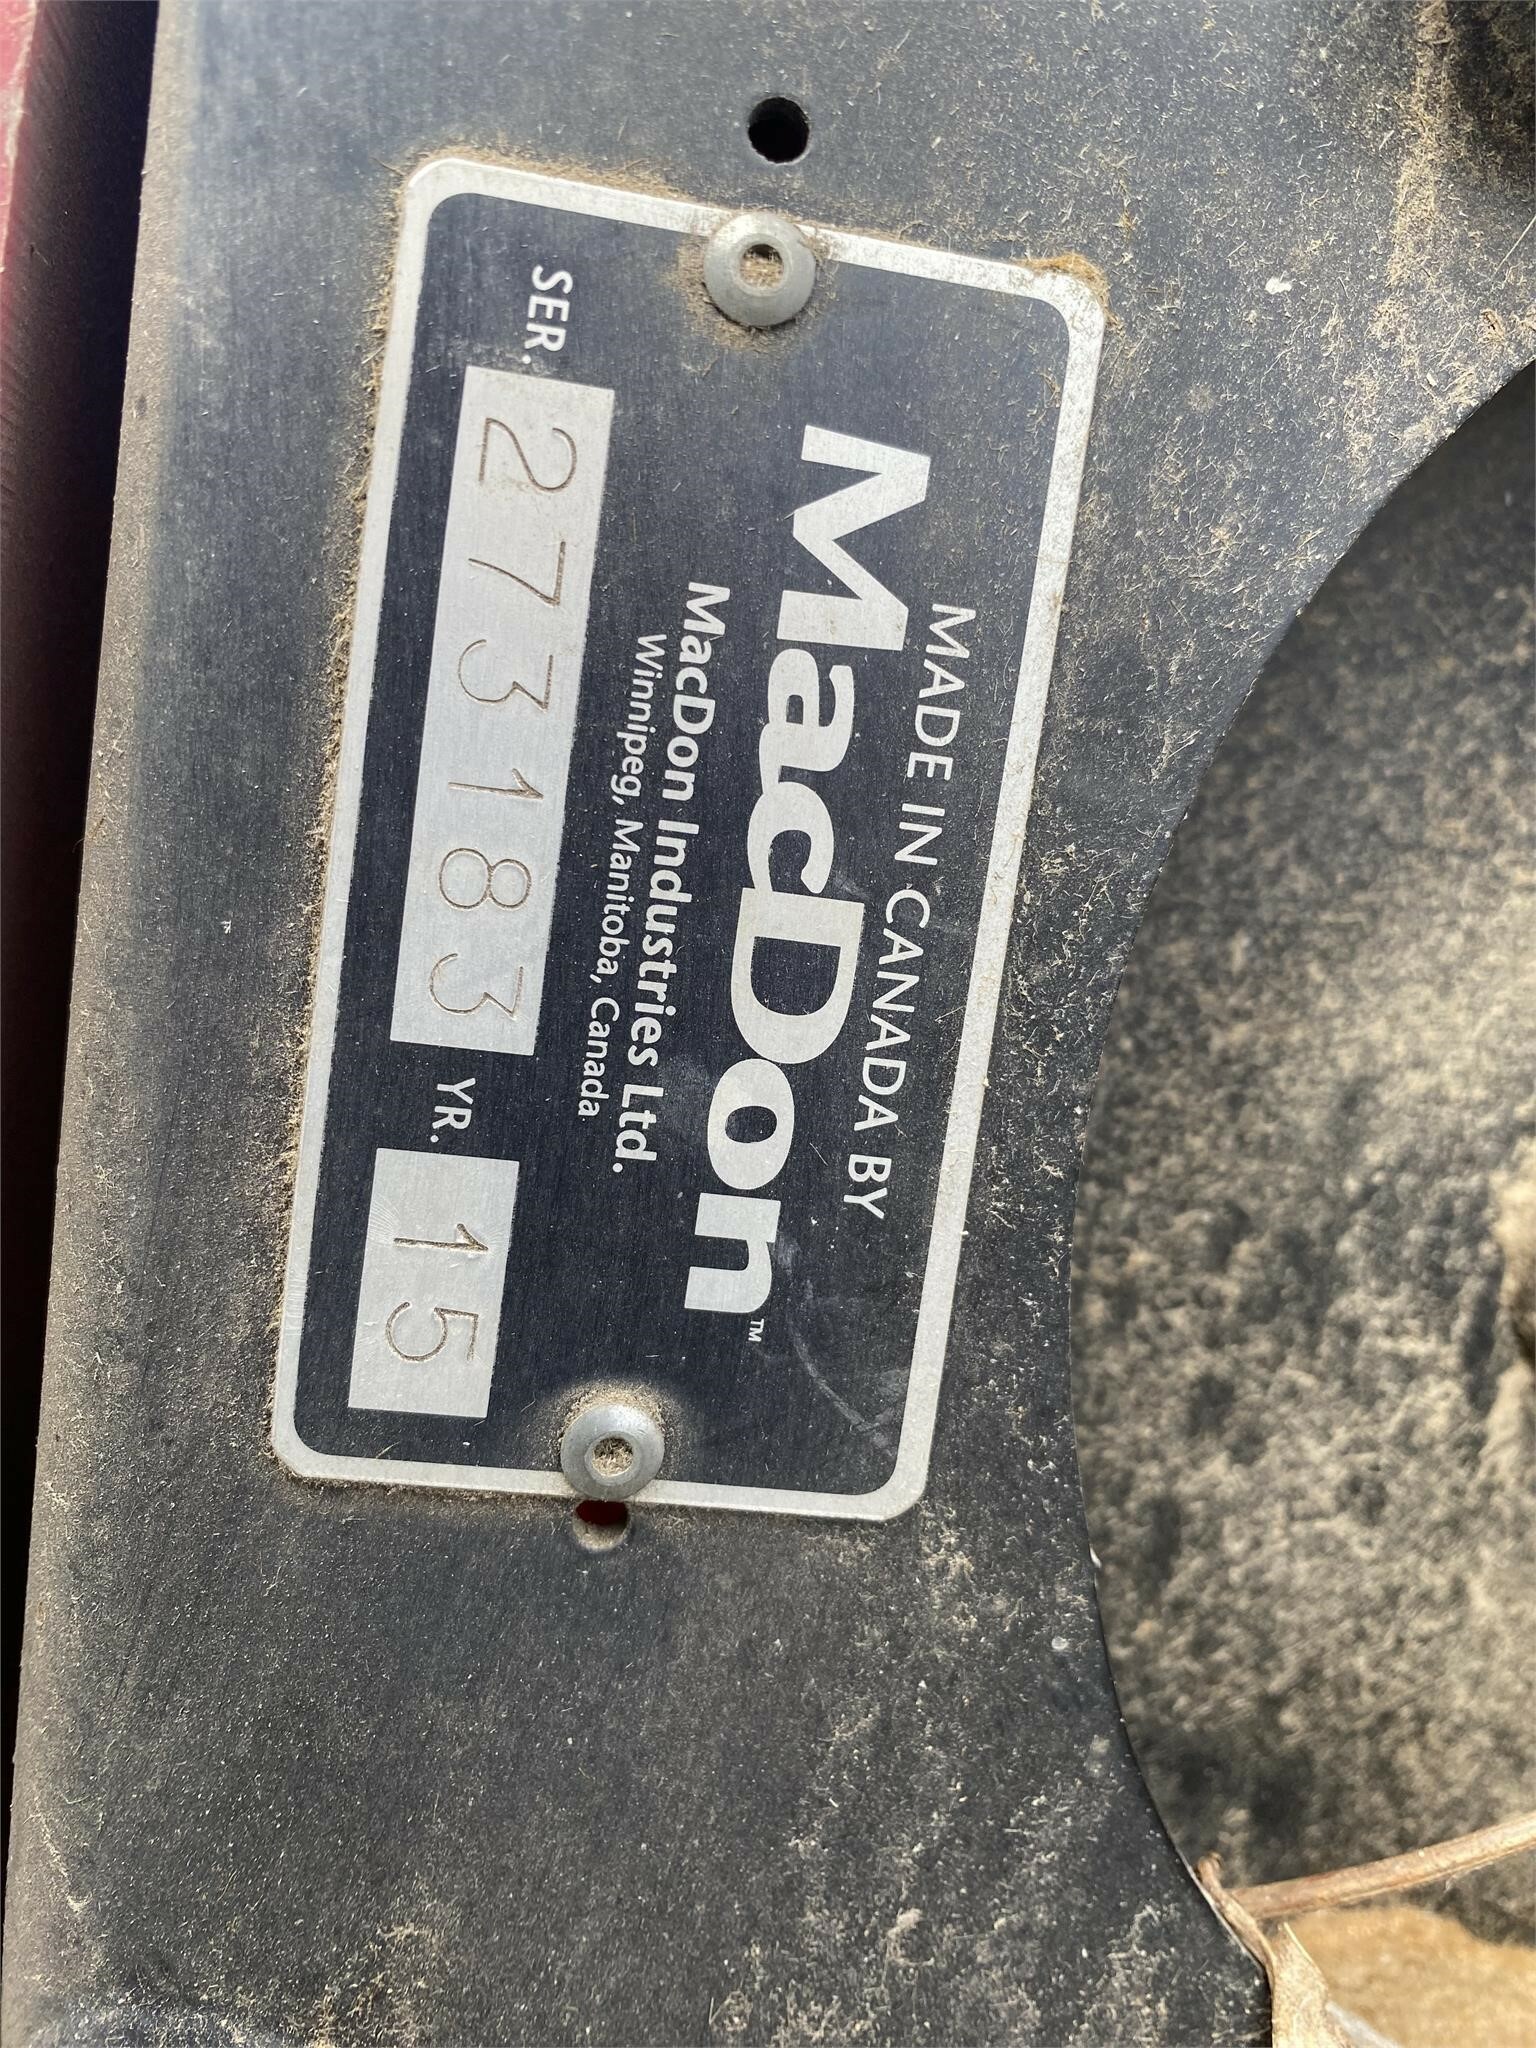 MADE IN CANADA BY
MacDon™
MacDon Industries Ltd.
Winnipeg, Manitoba, Canada
SER. 273183 YR. 15